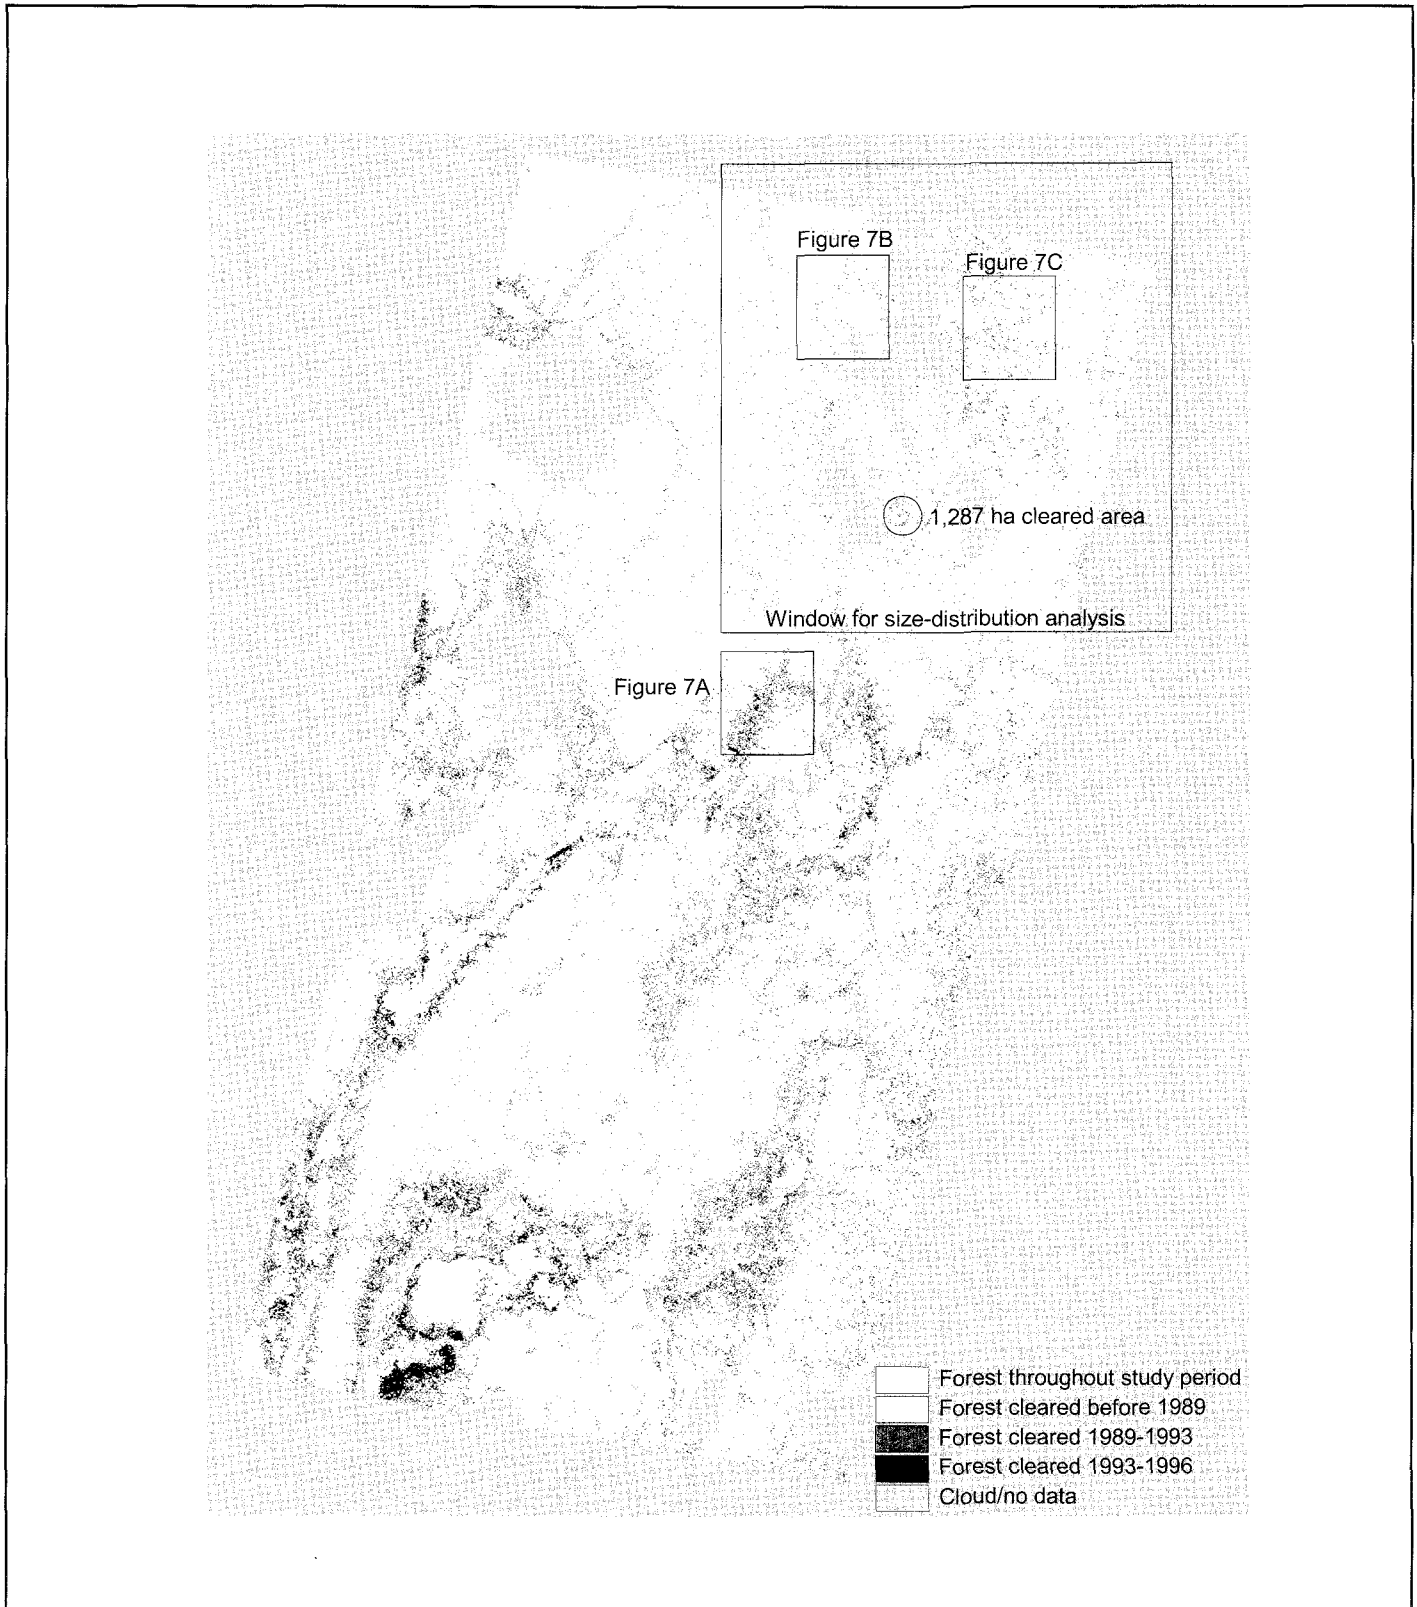 Figure 7B
Figure 7C
1,287 ha cleared area
Window for size-distribution analysis
Figure 7A
Forest throughout study period
Forest cleared before 1989
Forest cleared 1989-1993
Forest cleared 1993-1996
Cloud/no data